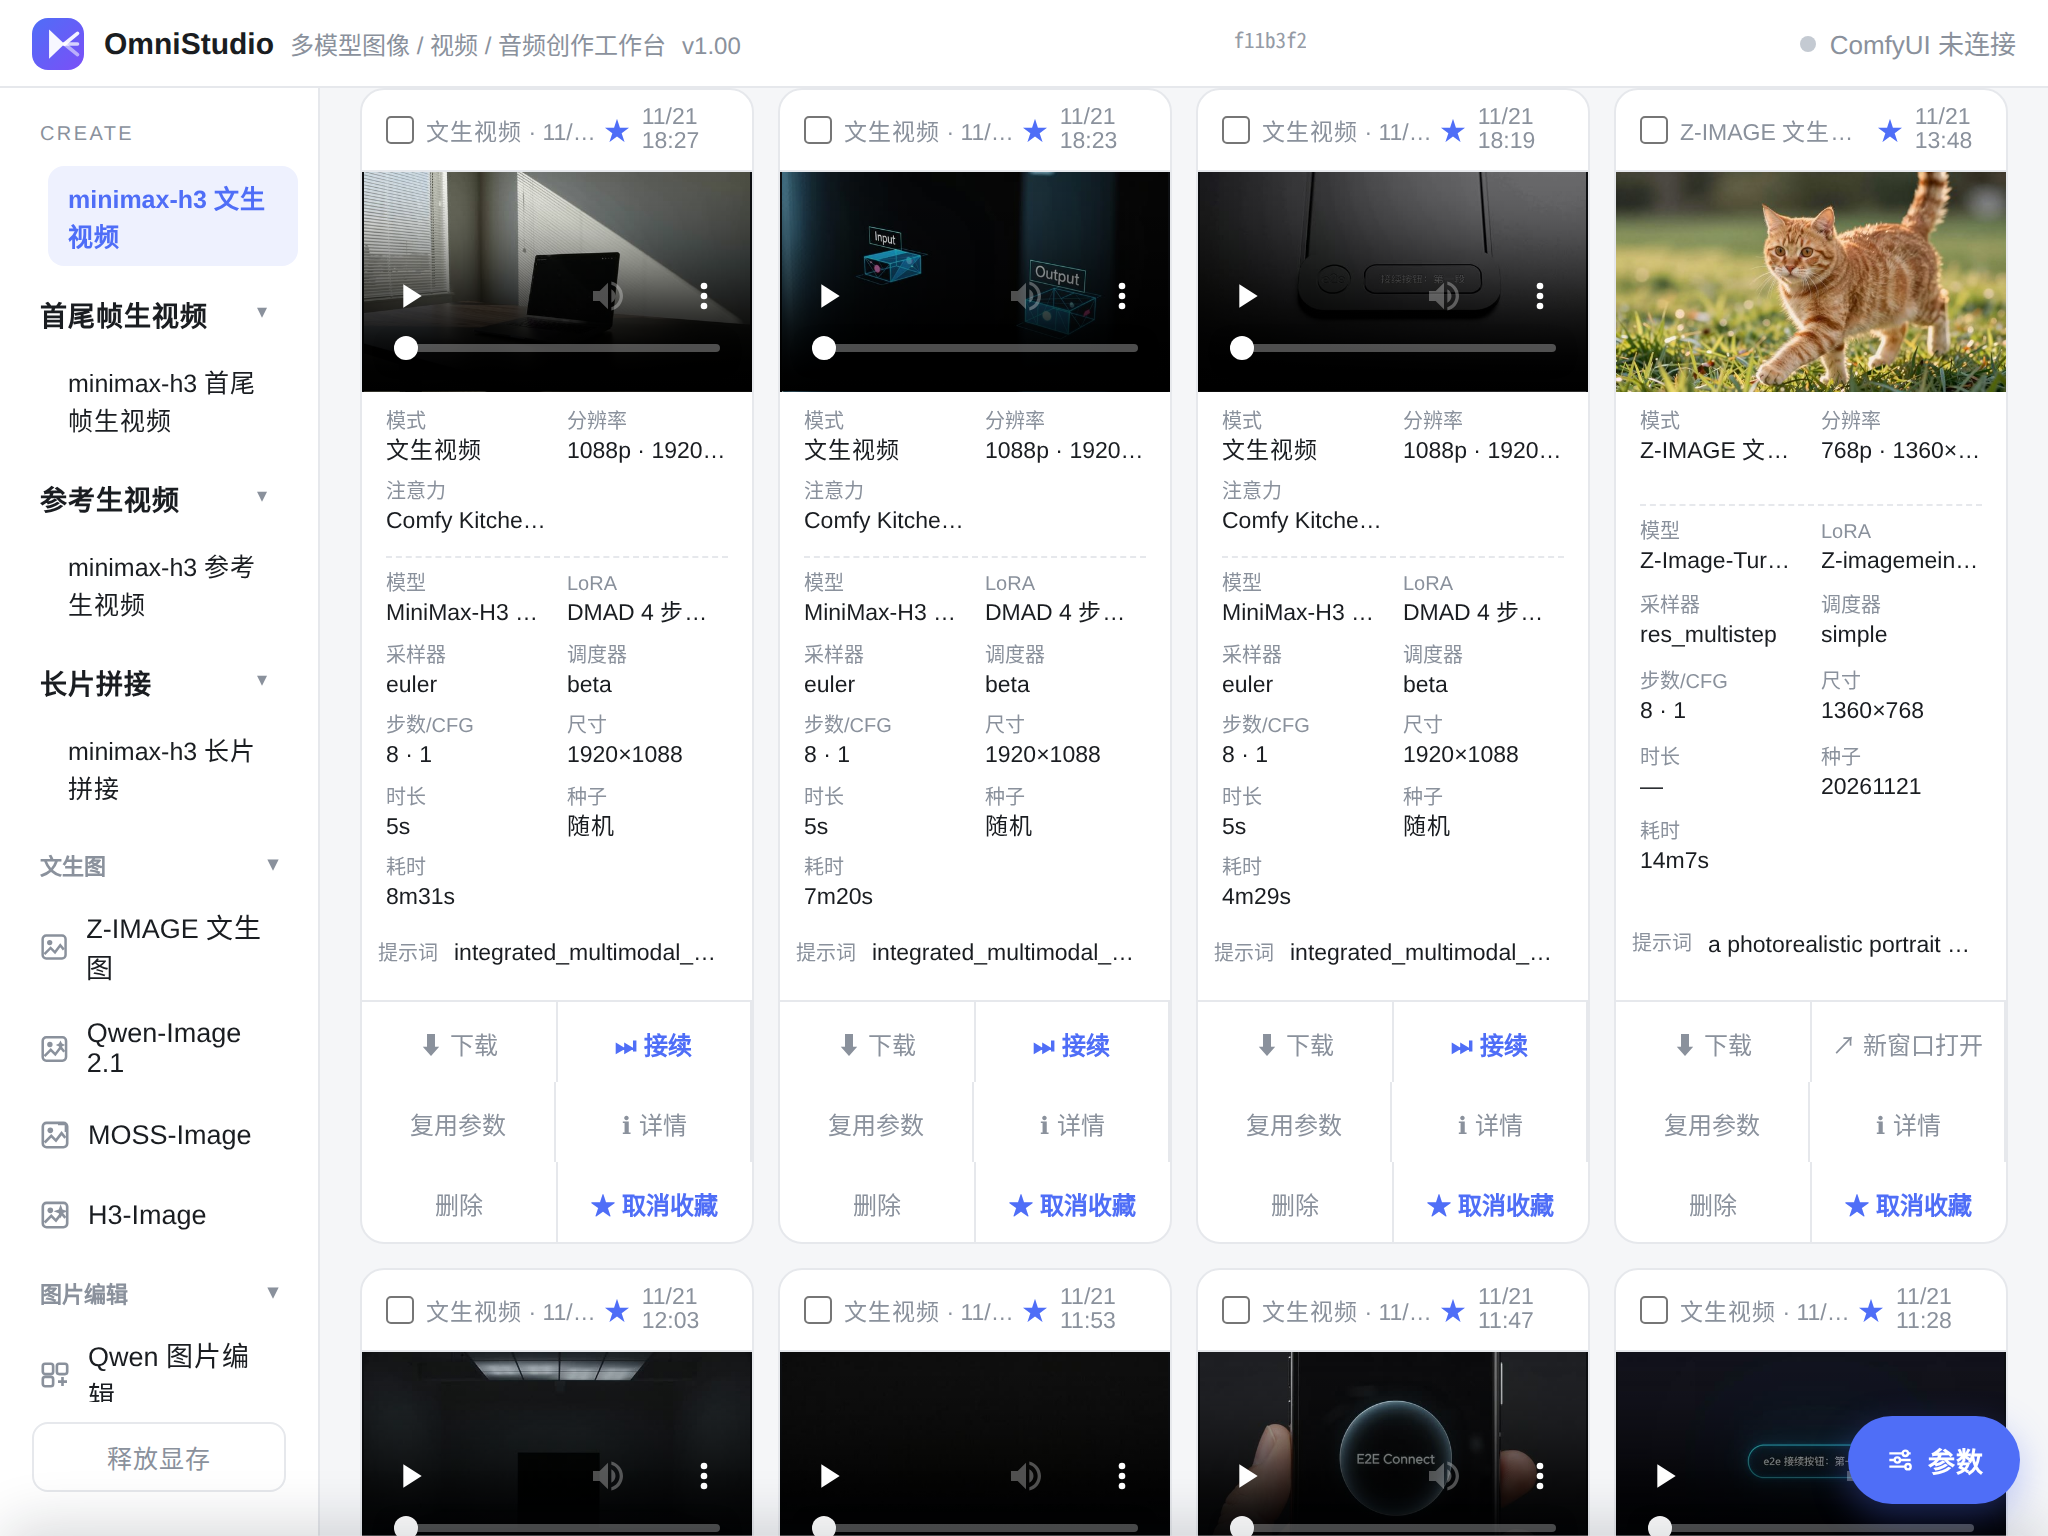 OmniStudio 多模型图像 / 视频 / 音频创作工作台 v1.00
f11b3f2
ComfyUI 未连接
CREATE
minimax-h3 文生
视频
首尾帧生视频 ▼
minimax-h3 首尾
帧生视频
参考生视频 ▼
minimax-h3 参考
生视频
长片拼接 ▼
minimax-h3 长片
拼接
文生图 ▼
Z-IMAGE 文生
图
Qwen-Image
2.1
MOSS-Image
H3-Image
图片编辑 ▼
Qwen 图片编
辑
释放显存
文生视频 · 11/… ★ 11/21
18:27
模式 分辨率
文生视频 1088p · 1920…
注意力
Comfy Kitche…
模型 LoRA
MiniMax-H3 … DMAD 4 步…
采样器 调度器
euler beta
步数/CFG 尺寸
8 · 1 1920×1088
时长 种子
5s 随机
耗时
8m31s
提示词 integrated_multimodal_…
⬇ 下载 ⏭ 接续
复用参数 ℹ 详情
删除 ★ 取消收藏
文生视频 · 11/… ★ 11/21
18:23
Input
Output
模式 分辨率
文生视频 1088p · 1920…
注意力
Comfy Kitche…
模型 LoRA
MiniMax-H3 … DMAD 4 步…
采样器 调度器
euler beta
步数/CFG 尺寸
8 · 1 1920×1088
时长 种子
5s 随机
耗时
7m20s
提示词 integrated_multimodal_…
⬇ 下载 ⏭ 接续
复用参数 ℹ 详情
删除 ★ 取消收藏
文生视频 · 11/… ★ 11/21
18:19
模式 分辨率
文生视频 1088p · 1920…
注意力
Comfy Kitche…
模型 LoRA
MiniMax-H3 … DMAD 4 步…
采样器 调度器
euler beta
步数/CFG 尺寸
8 · 1 1920×1088
时长 种子
5s 随机
耗时
4m29s
提示词 integrated_multimodal_…
⬇ 下载 ⏭ 接续
复用参数 ℹ 详情
删除 ★ 取消收藏
Z-IMAGE 文生… ★ 11/21
13:48
模式 分辨率
Z-IMAGE 文… 768p · 1360×…
模型 LoRA
Z-Image-Tur… Z-imagemein…
采样器 调度器
res_multistep simple
步数/CFG 尺寸
8 · 1 1360×768
时长 种子
— 20261121
耗时
14m7s
提示词 a photorealistic portrait …
⬇ 下载 ↗ 新窗口打开
复用参数 ℹ 详情
删除 ★ 取消收藏
文生视频 · 11/… ★ 11/21
12:03
文生视频 · 11/… ★ 11/21
11:53
文生视频 · 11/… ★ 11/21
11:47
E2E Connect
文生视频 · 11/… ★ 11/21
11:28
e2e 接续按钮：第一
参数